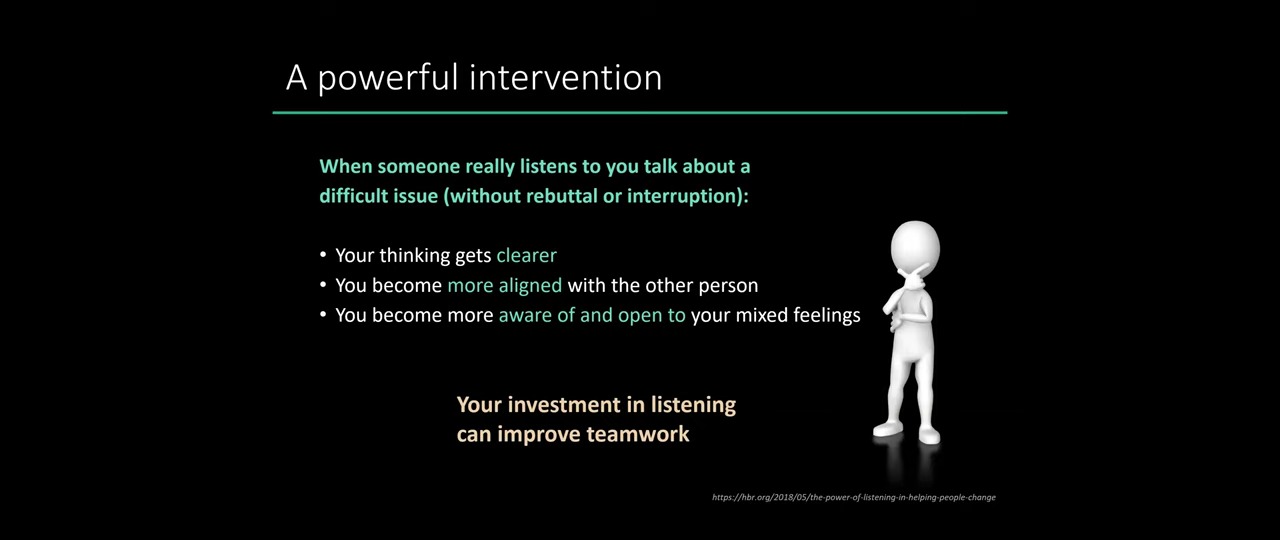 A powerful intervention
When someone really listens to you talk about a
difficult issue (without rebuttal or interruption):
• Your thinking gets clearer
• You become more aligned with the other person
• You become more aware of and open to your mixed feelings
Your investment in listening
can improve teamwork
https://hbr.org/2018/05/the-power-of-listening-in-helping-people-change